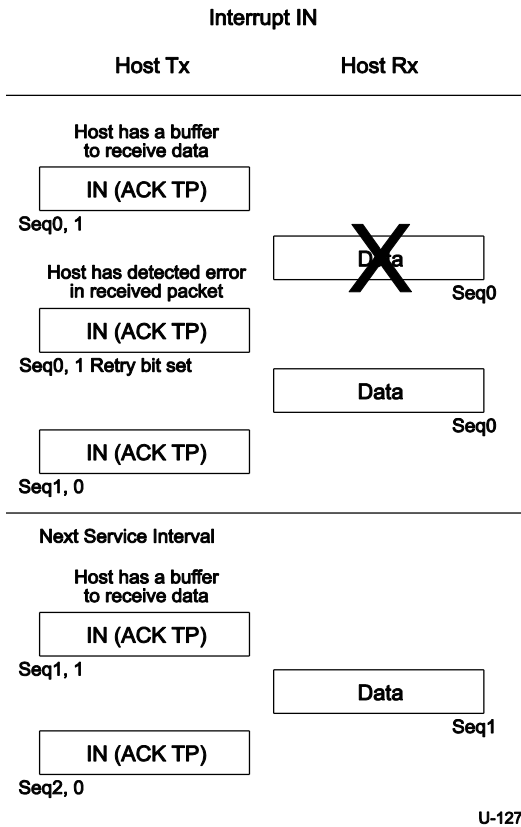 Interrupt IN
Host Tx Host Rx
Host has a buffer
to receive data
IN (ACK TP)
Seq0, 1
Data
Seq0
Host has detected error
in received packet
IN (ACK TP)
Seq0, 1 Retry bit set
Data
Seq0
IN (ACK TP)
Seq1, 0
Next Service Interval
Host has a buffer
to receive data
IN (ACK TP)
Seq1, 1
Data
Seq1
IN (ACK TP)
Seq2, 0
U-127